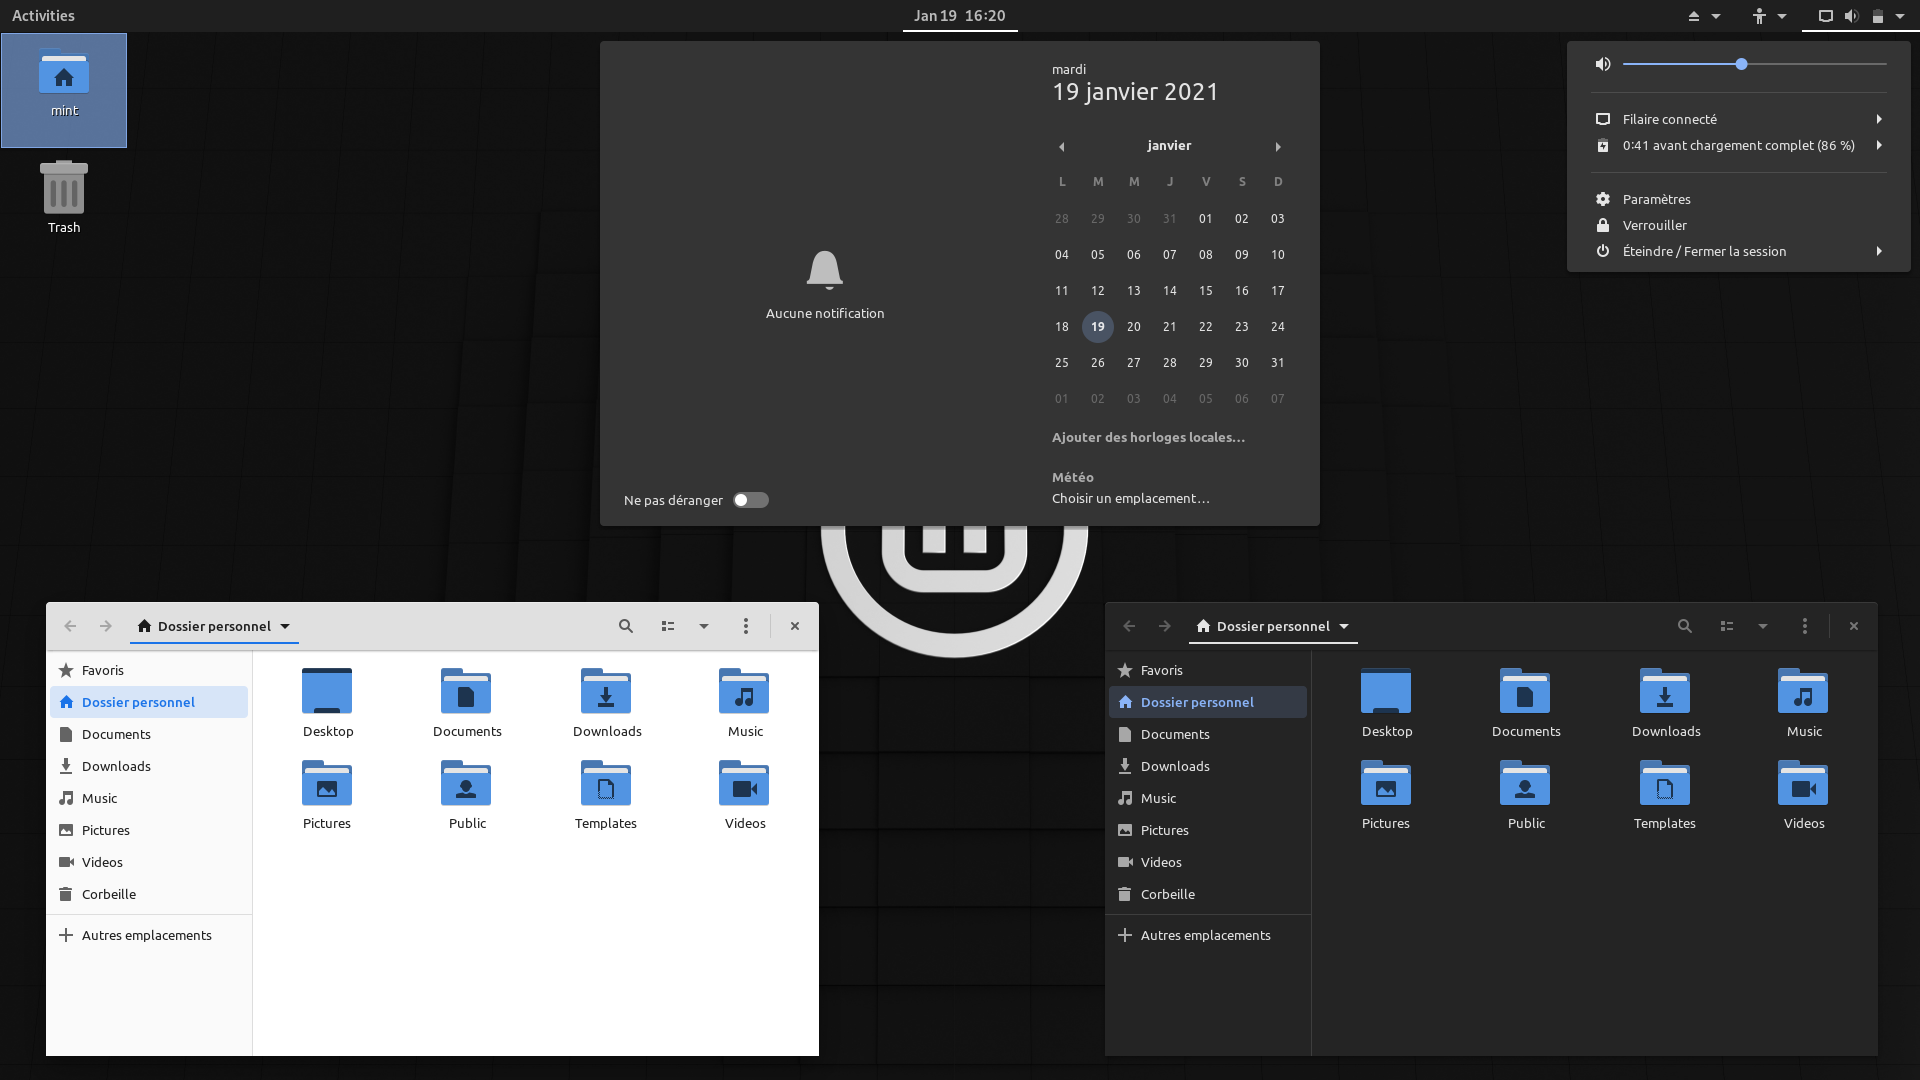 Activities
Jan 19 16:20
mint
Trash
Aucune notification
Ne pas déranger
mardi
19 janvier 2021
janvier
L M M J V S D
28 29 30 31 01 02 03
04 05 06 07 08 09 10
11 12 13 14 15 16 17
18 19 20 21 22 23 24
25 26 27 28 29 30 31
01 02 03 04 05 06 07
Ajouter des horloges locales…
Météo
Choisir un emplacement…
Filaire connecté
0:41 avant chargement complet (86 %)
Paramètres
Verrouiller
Éteindre / Fermer la session
Dossier personnel
Favoris
Dossier personnel
Documents
Downloads
Music
Pictures
Videos
Corbeille
Autres emplacements
Desktop Documents Downloads Music
Pictures Public Templates Videos
Dossier personnel
Favoris
Dossier personnel
Documents
Downloads
Music
Pictures
Videos
Corbeille
Autres emplacements
Desktop Documents Downloads Music
Pictures Public Templates Videos